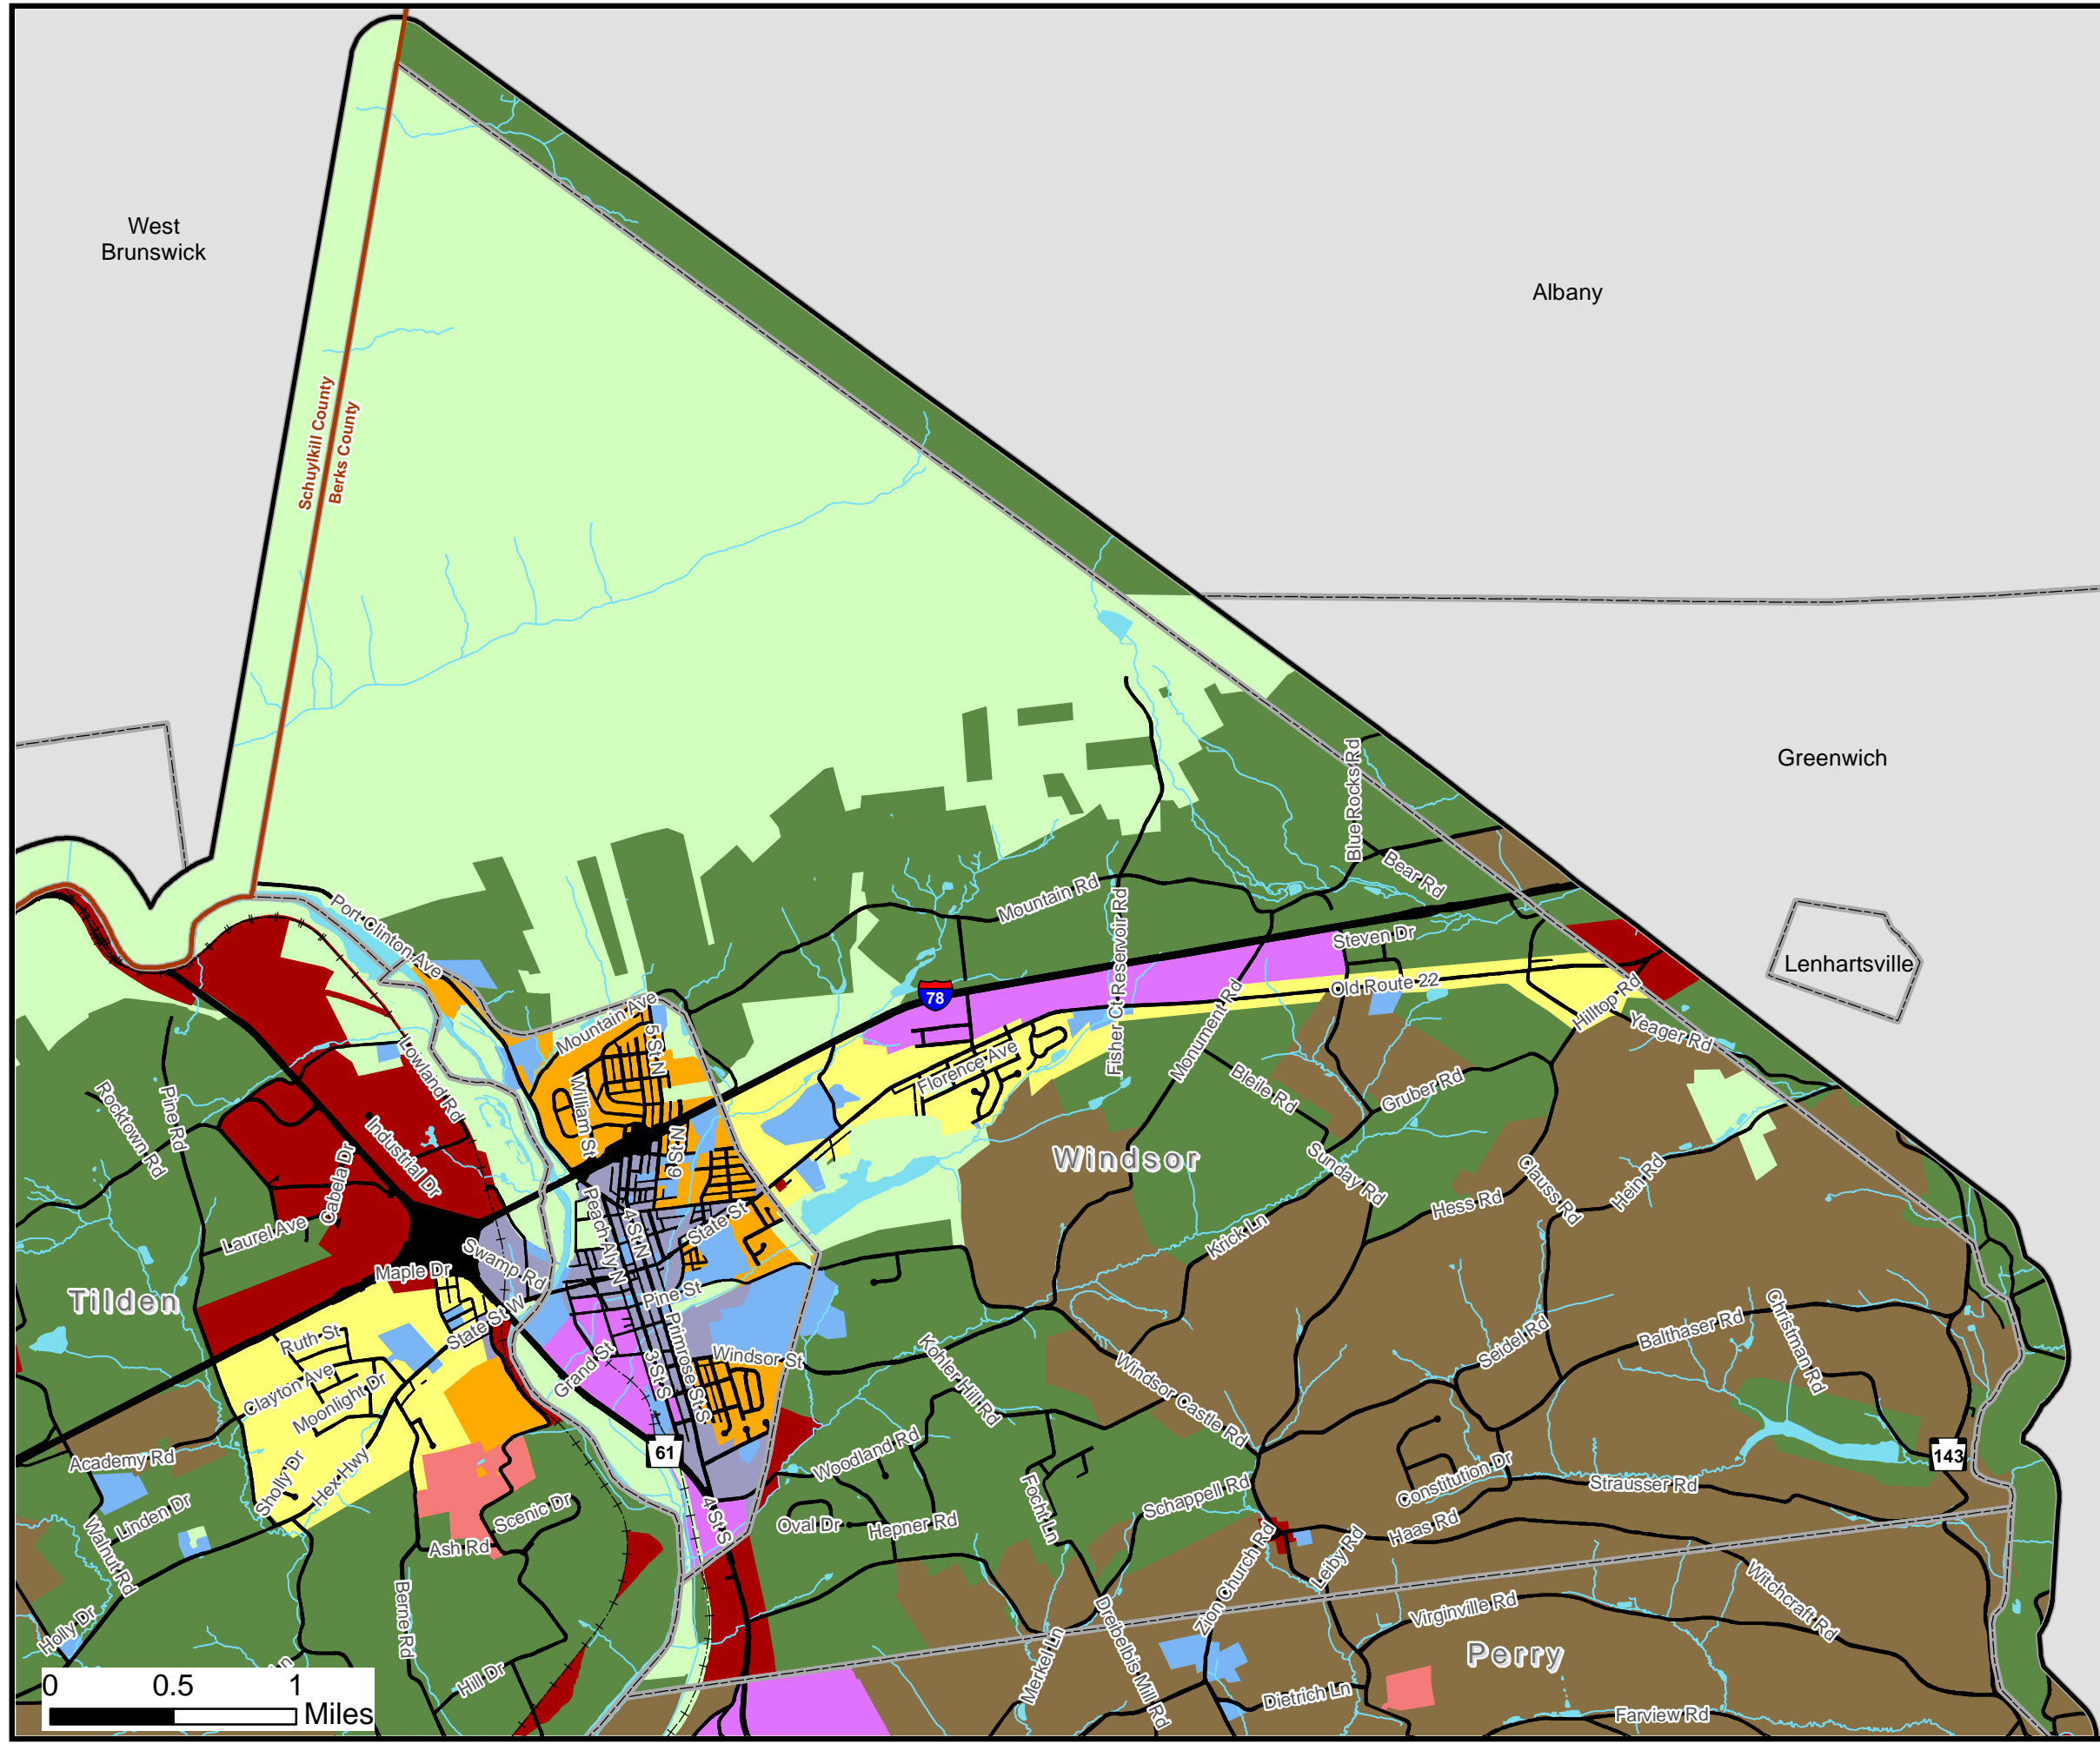 West
Brunswick
Albany
Schuylkill County
Berks County
Greenwich
Lenhartsville
Blue Rocks Rd
Bear Rd
Mountain Rd
Port Clinton Ave
Fisher Ct Reservoir Rd
Steven Dr
78
Old Route 22
Hilltop Rd
Yeager Rd
Monument Rd
Mountain Ave
5 St N
Lowland Rd
Florence Ave
Bleile Rd
Gruber Rd
Rocktown Rd
Pine Rd
William St
Industrial Dr
Cabela Dr
N St 6
Windsor
Sunday Rd
Clauss Rd
Hein Rd
Hess Rd
Krick Ln
Laurel Ave
Peach Aly N
4 St N
State St
Swamp Rd
Maple Dr
Tilden
Pine St
State St W
Ruth St
Primrose St S
Windsor St
Grand St
3 St S
Clayton Ave
Moonlight Dr
Kohler Hill Rd
Windsor Castle Rd
Seidel Rd
Balthaser Rd
Christman Rd
Academy Rd
Sholly Dr
Hex Hwy
61
Woodland Rd
143
Linden Dr
Walnut Rd
Scenic Dr
4 St S
Oval Dr
Hepner Rd
Focht Ln
Schappell Rd
Constitution Dr
Strausser Rd
Haas Rd
Ash Rd
Zion Church Rd
Leiby Rd
Witchcraft Rd
Berne Rd
Holly Dr
Virginville Rd
Perry
Merkel Ln
Dreibelbis Mill Rd
Ln
Hill Dr
Dietrich Ln
Farview Rd
0 0.5 1
Miles